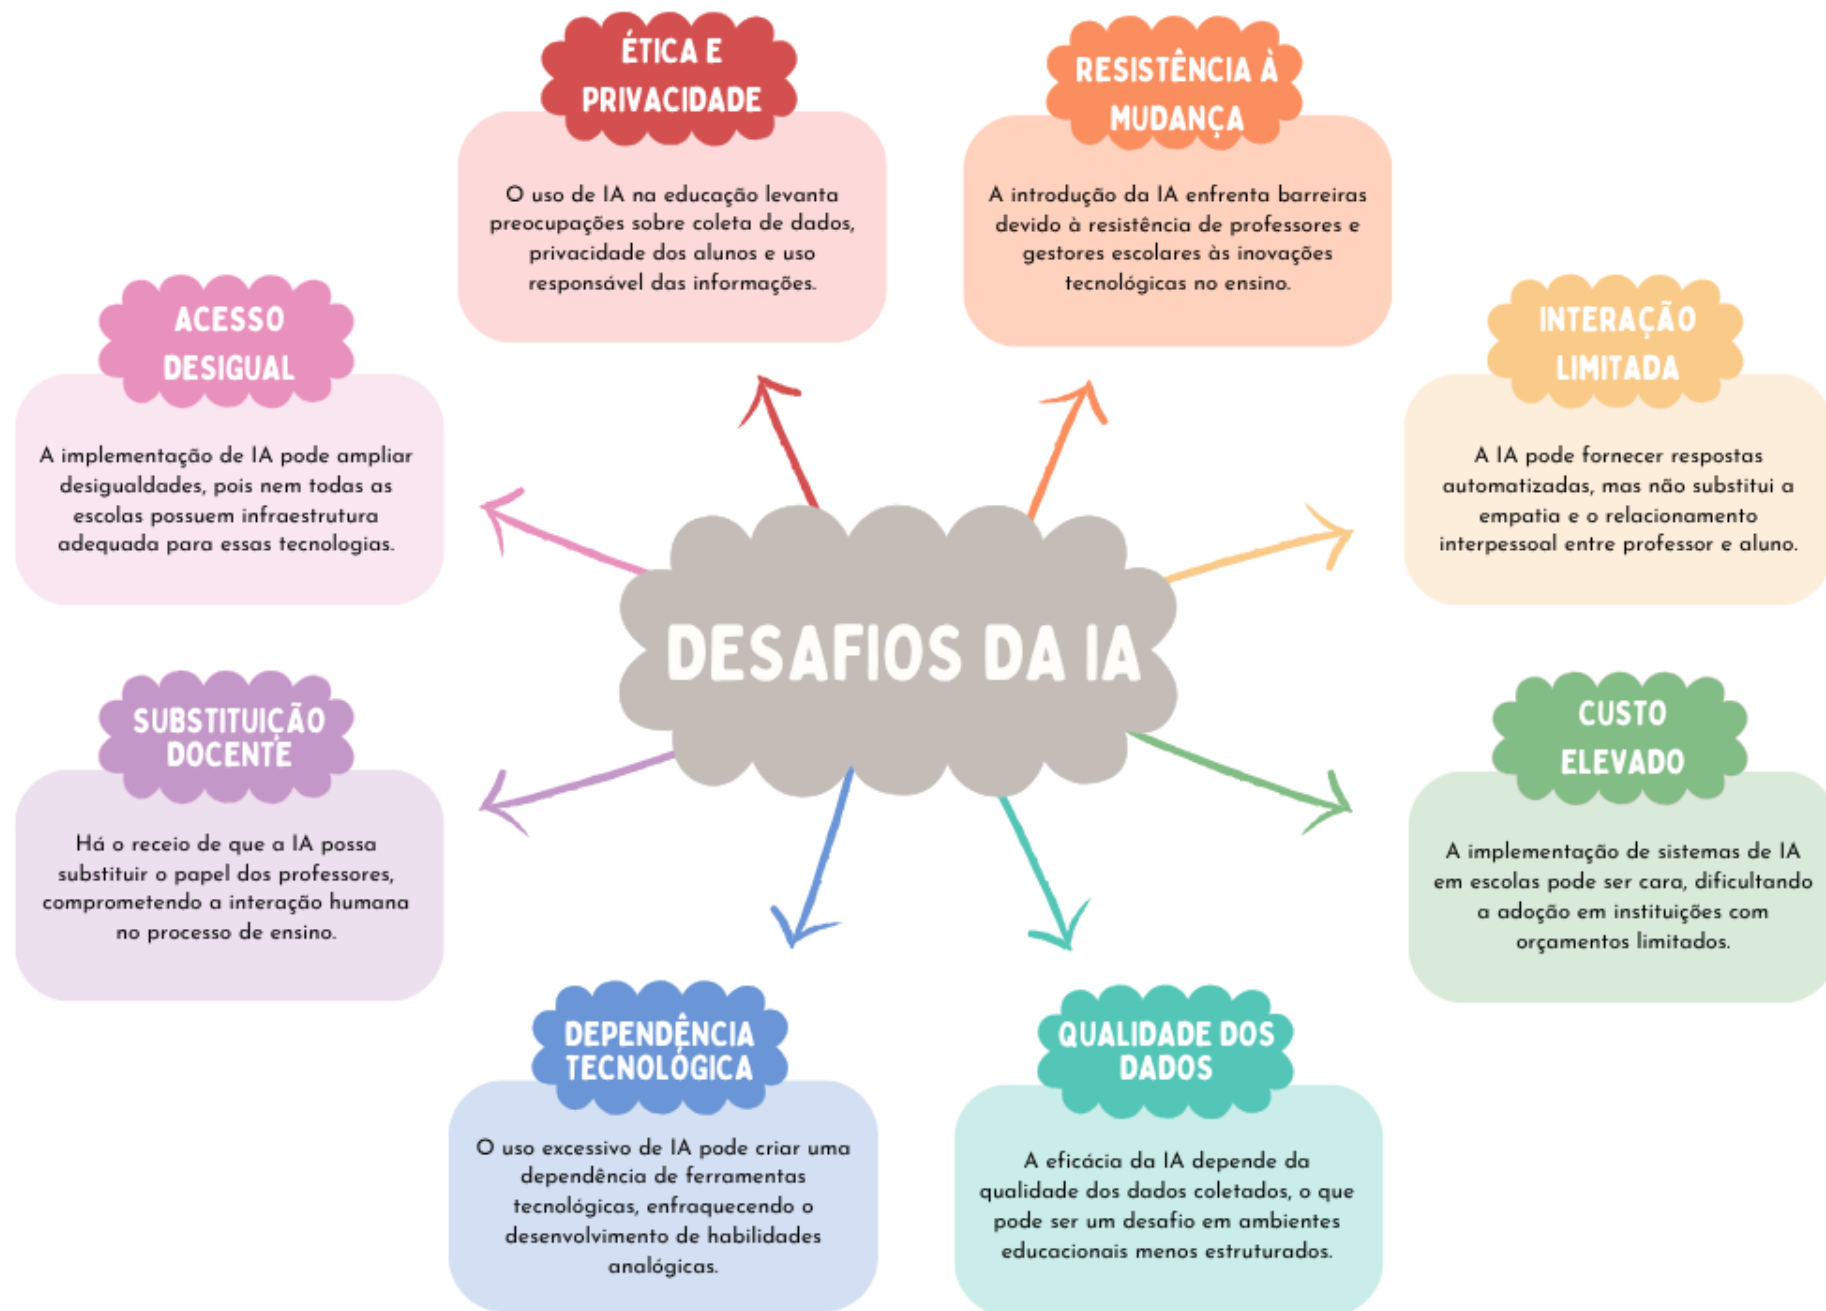 ÉTICA E
PRIVACIDADE
O uso de IA na educação levanta
preocupações sobre coleta de dados,
privacidade dos alunos e uso
responsável das informações.
RESISTÊNCIA À
MUDANÇA
A introdução da IA enfrenta barreiras
devido à resistência de professores e
gestores escolares às inovações
tecnológicas no ensino.
ACESSO
DESIGUAL
A implementação de IA pode ampliar
desigualdades, pois nem todas as
escolas possuem infraestrutura
adequada para essas tecnologias.
INTERAÇÃO
LIMITADA
A IA pode fornecer respostas
automatizadas, mas não substitui a
empatia e o relacionamento
interpessoal entre professor e aluno.
DESAFIOS DA IA
SUBSTITUIÇÃO
DOCENTE
Há o receio de que a IA possa
substituir o papel dos professores,
comprometendo a interação humana
no processo de ensino.
CUSTO
ELEVADO
A implementação de sistemas de IA
em escolas pode ser cara, dificultando
a adoção em instituições com
orçamentos limitados.
DEPENDÊNCIA
TECNOLÓGICA
O uso excessivo de IA pode criar uma
dependência de ferramentas
tecnológicas, enfraquecendo o
desenvolvimento de habilidades
analógicas.
QUALIDADE DOS
DADOS
A eficácia da IA depende da
qualidade dos dados coletados, o que
pode ser um desafio em ambientes
educacionais menos estruturados.